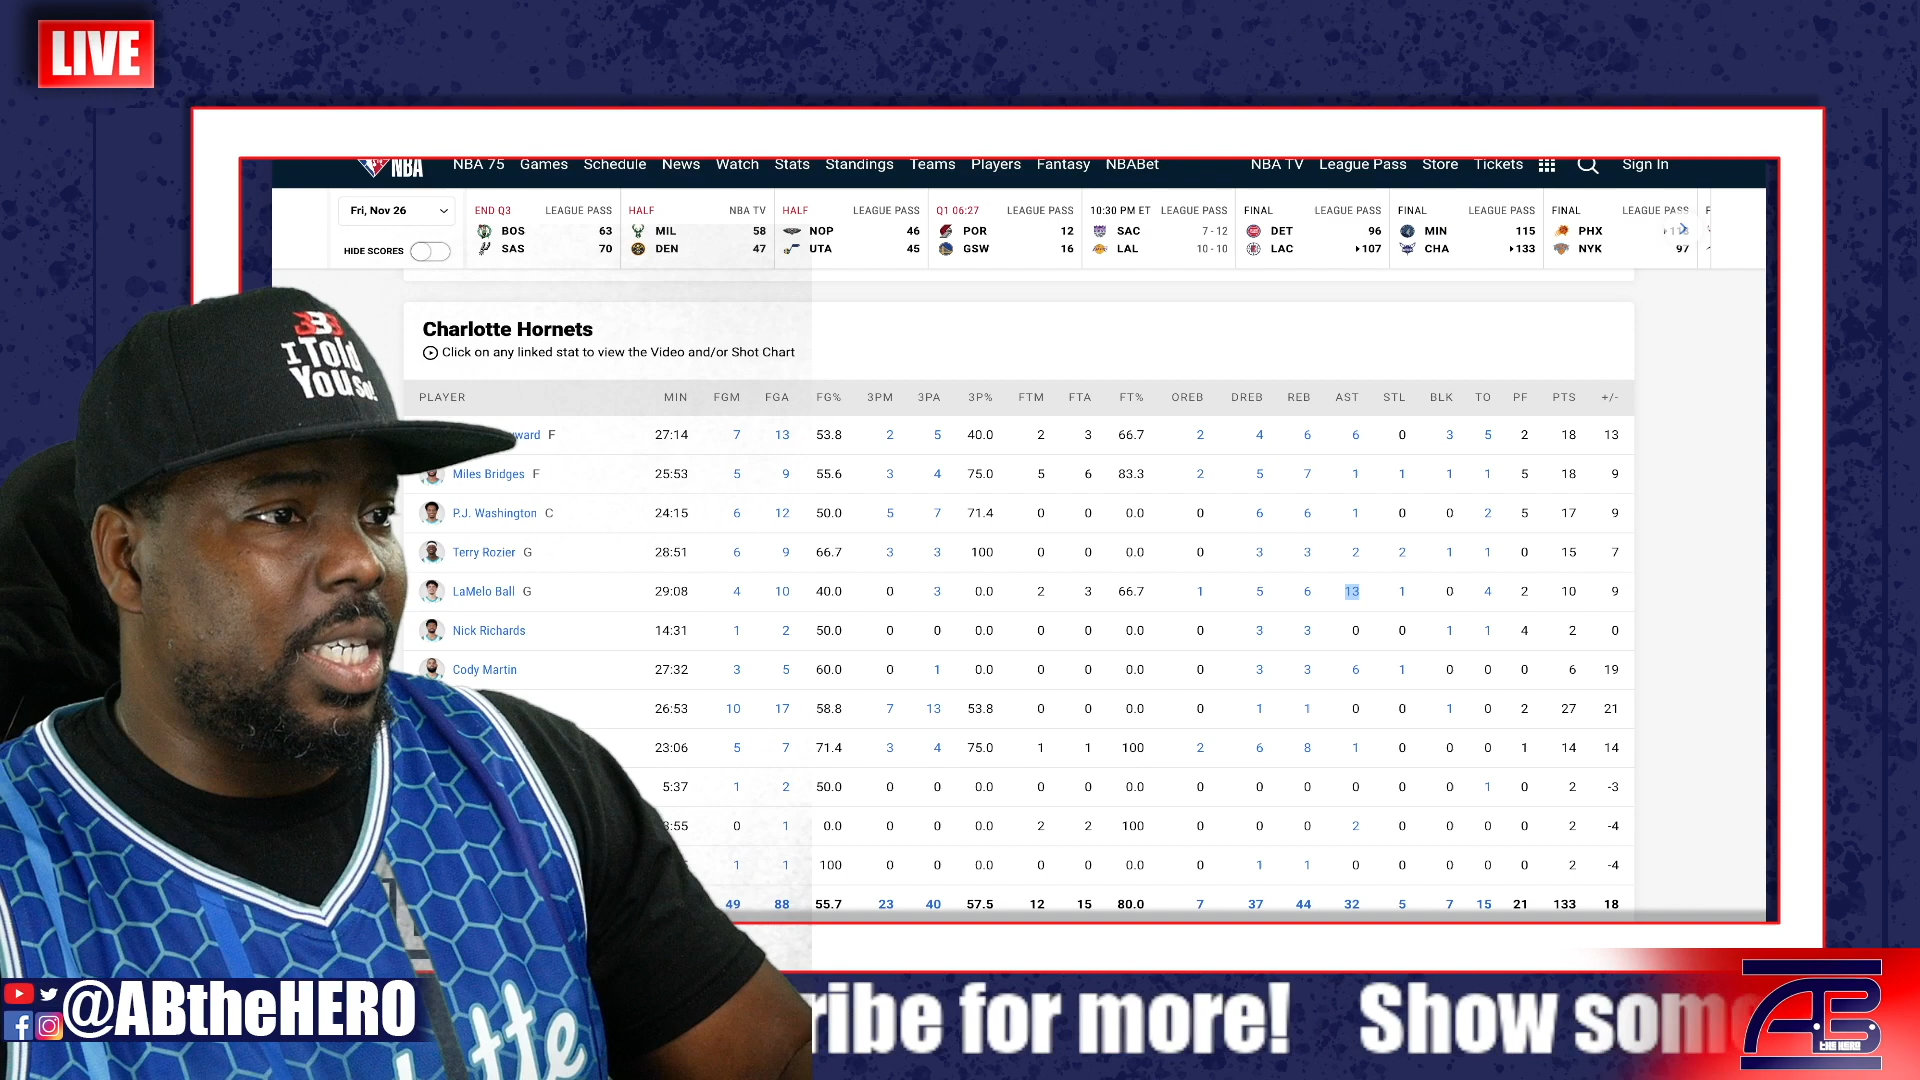 LIVE
NBA NBA 75 Games Schedule News Watch Stats Standings Teams Players Fantasy NBABet NBA TV League Pass Store Tickets Sign In
Fri, Nov 26
HIDE SCORES
END Q3 LEAGUE PASS
BOS 63
SAS 70
HALF NBA TV
MIL 58
DEN 47
HALF LEAGUE PASS
NOP 46
UTA 45
Q1 06:27 LEAGUE PASS
POR 12
GSW 16
10:30 PM ET LEAGUE PASS
SAC 7 - 12
LAL 10 - 10
FINAL LEAGUE PASS
DET 96
LAC 107
FINAL LEAGUE PASS
MIN 115
CHA 133
FINAL LEAGUE PASS
PHX
NYK 97
Charlotte Hornets
Click on any linked stat to view the Video and/or Shot Chart
PLAYER MIN FGM FGA FG% 3PM 3PA 3P% FTM FTA FT% OREB DREB REB AST STL BLK TO PF PTS +/-
ward F 27:14 7 13 53.8 2 5 40.0 2 3 66.7 2 4 6 6 0 3 5 2 18 13
Miles Bridges F 25:53 5 9 55.6 3 4 75.0 5 6 83.3 2 5 7 1 1 1 1 5 18 9
P.J. Washington C 24:15 6 12 50.0 5 7 71.4 0 0 0.0 0 6 6 1 0 0 2 5 17 9
Terry Rozier G 28:51 6 9 66.7 3 3 100 0 0 0.0 0 3 3 2 2 1 1 0 15 7
LaMelo Ball G 29:08 4 10 40.0 0 3 0.0 2 3 66.7 1 5 6 13 1 0 4 2 10 9
Nick Richards 14:31 1 2 50.0 0 0 0.0 0 0 0.0 0 3 3 0 0 1 1 4 2 0
Cody Martin 27:32 3 5 60.0 0 1 0.0 0 0 0.0 0 3 3 6 1 0 0 0 6 19
26:53 10 17 58.8 7 13 53.8 0 0 0.0 0 1 1 0 0 1 0 2 27 21
23:06 5 7 71.4 3 4 75.0 1 1 100 2 6 8 1 0 0 0 1 14 14
5:37 1 2 50.0 0 0 0.0 0 0 0.0 0 0 0 0 0 0 1 0 2 -3
:55 0 1 0.0 0 0 0.0 2 2 100 0 0 0 2 0 0 0 0 2 -4
1 1 100 0 0 0.0 0 0 0.0 0 1 1 0 0 0 0 0 2 -4
49 88 55.7 23 40 57.5 12 15 80.0 7 37 44 32 5 7 15 21 133 18
BBB
I Told
You So!
lotte
@ABtheHERO
ribe for more! Show some
AB
THE HERO